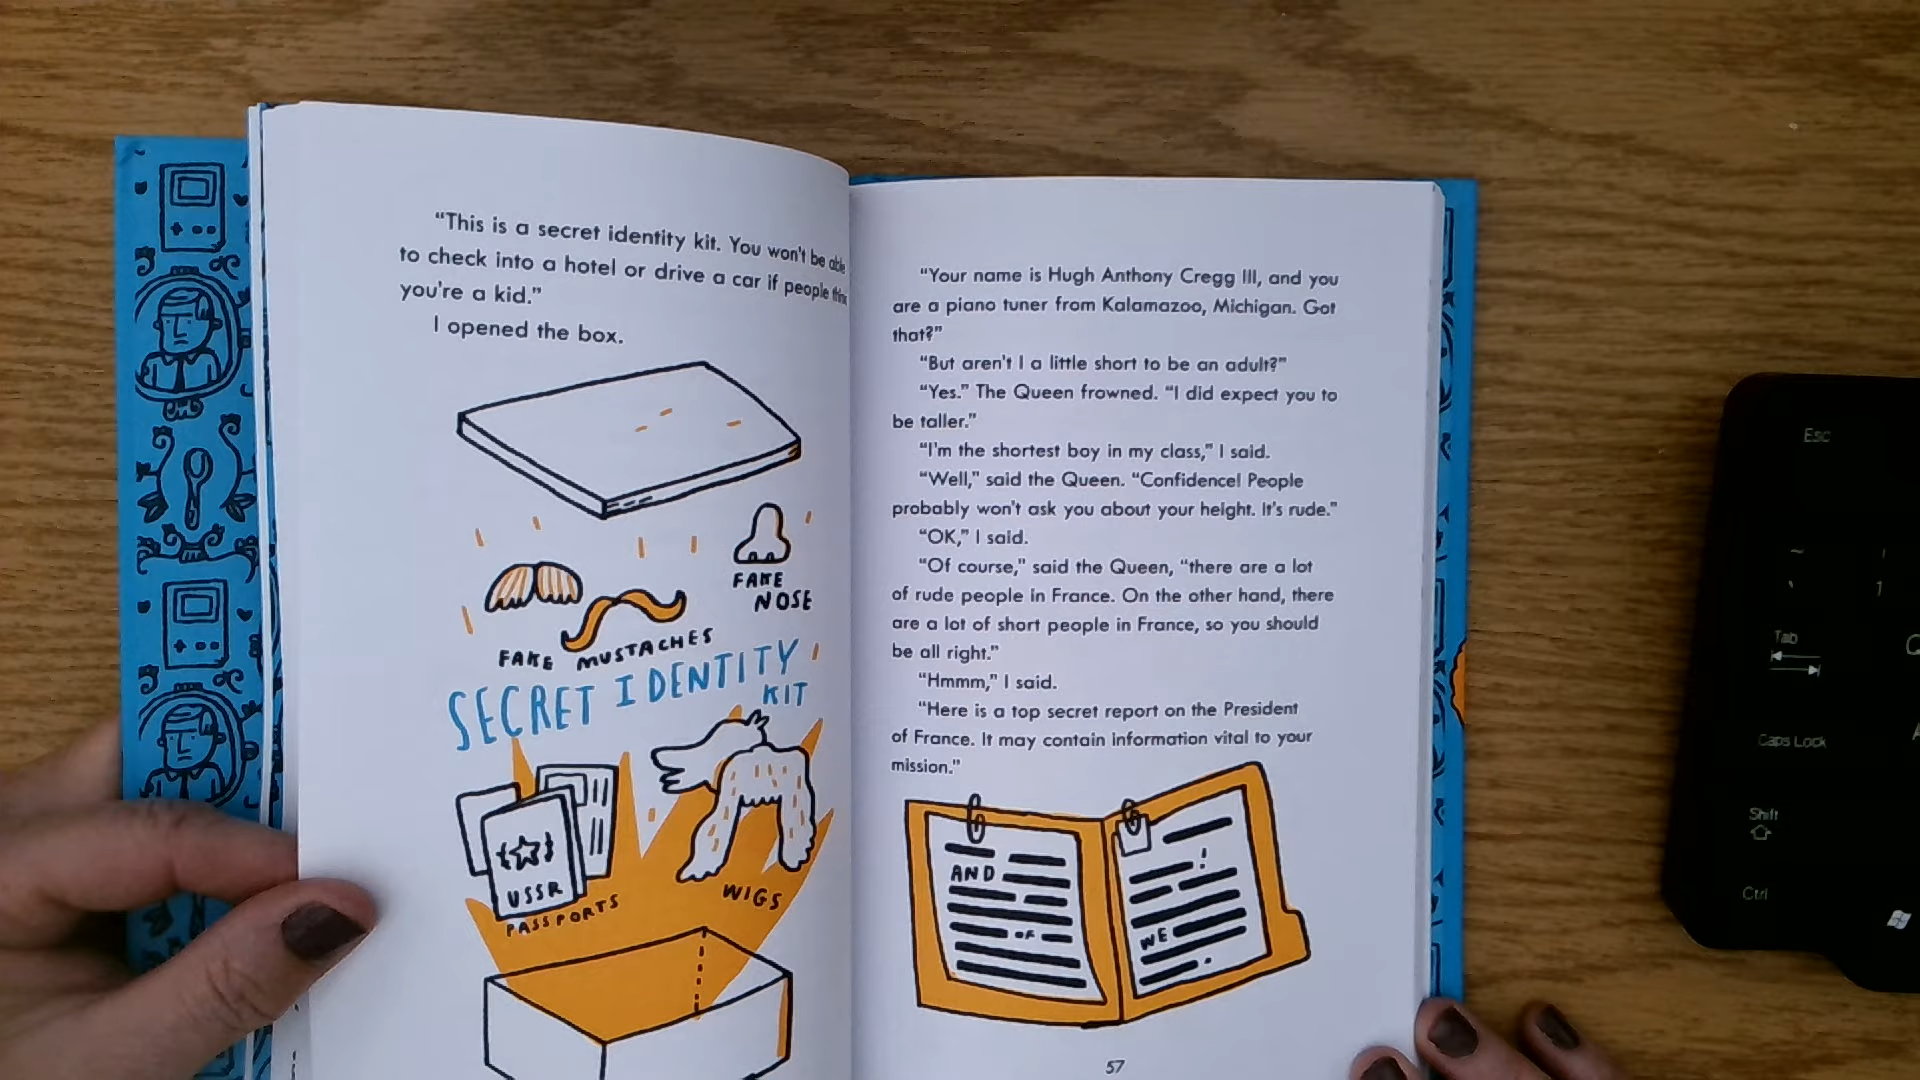 “This is a secret identity kit. You won’t be able
to check into a hotel or drive a car if people think
you’re a kid.”
I opened the box.
FAKE
NOSE
FAKE MUSTACHES
SECRET IDENTITY
KIT
USSR
PASSPORTS
WIGS
“Your name is Hugh Anthony Cregg III, and you
are a piano tuner from Kalamazoo, Michigan. Got
that?”
“But aren’t I a little short to be an adult?”
“Yes.” The Queen frowned. “I did expect you to
be taller.”
“I’m the shortest boy in my class,” I said.
“Well,” said the Queen. “Confidence! People
probably won’t ask you about your height. It’s rude.”
“OK,” I said.
“Of course,” said the Queen, “there are a lot
of rude people in France. On the other hand, there
are a lot of short people in France, so you should
be all right.”
“Hmmm,” I said.
“Here is a top secret report on the President
of France. It may contain information vital to your
mission.”
AND
OF
!
WE
.
57
Esc
~
!
`
1
Tab
Caps Lock
Shift
Ctrl